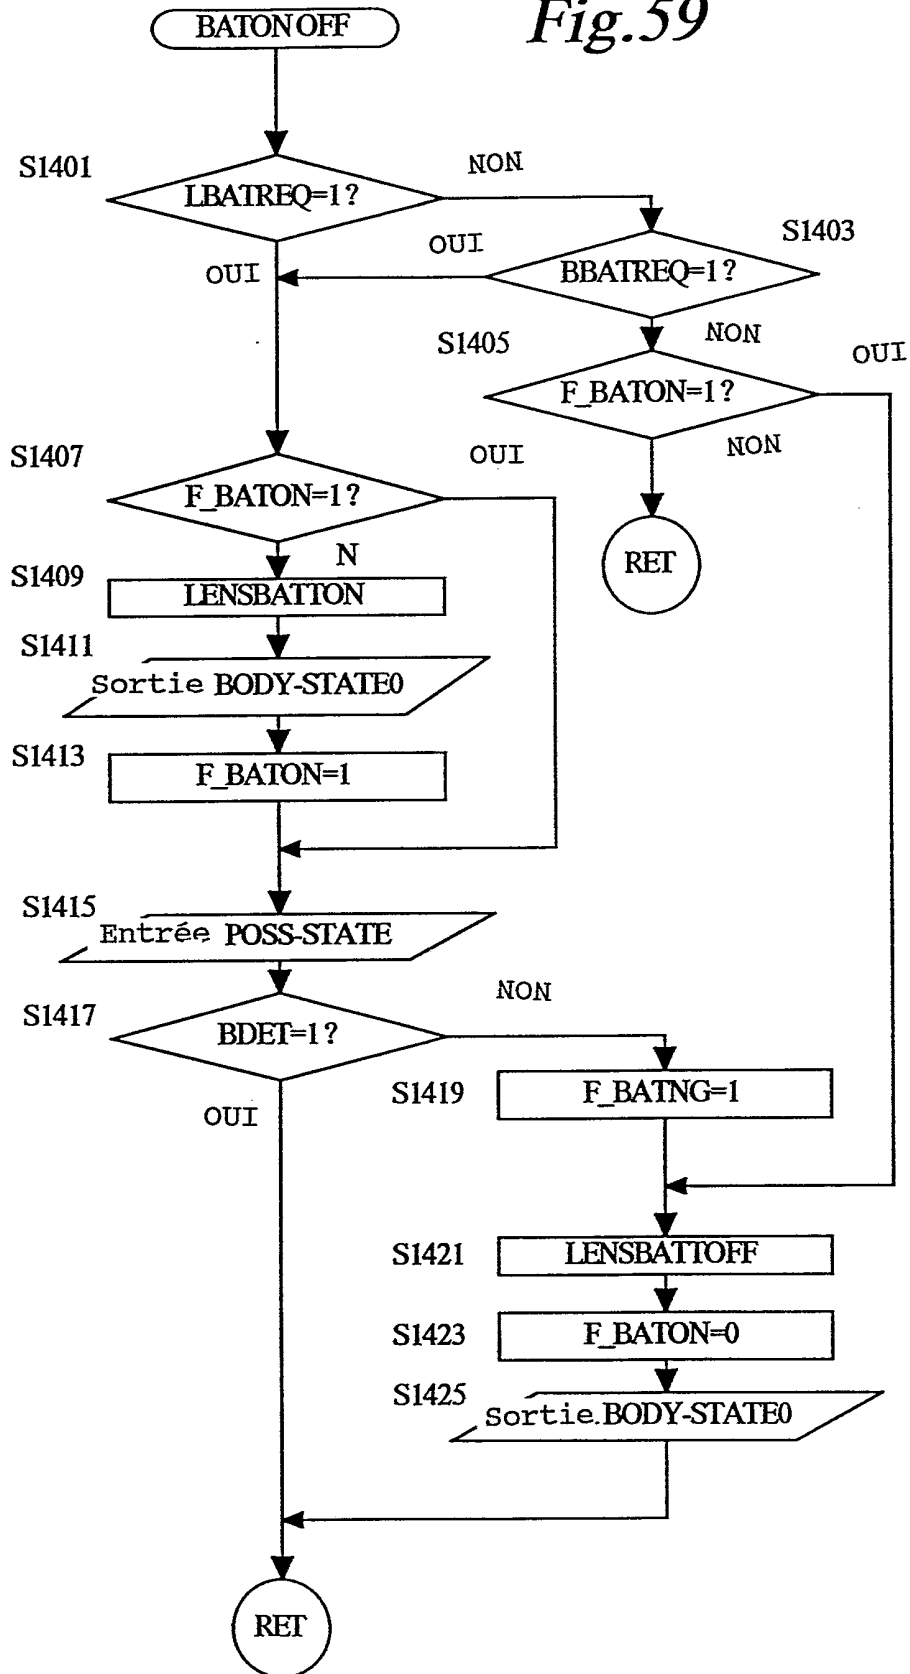 Fig.59
BATONOFF
S1401
LBATREQ=1?
NON
S1403
OUI
BBATREQ=1?
OUI
NON
S1405
F_BATON=1?
OUI
NON
RET
S1407
F_BATON=1?
OUI
N
S1409
LENSBATTON
S1411
Sortie BODY-STATE0
S1413
F_BATON=1
S1415
Entrée POSS-STATE
S1417
BDET=1?
NON
OUI
S1419
F_BATNG=1
S1421
LENSBATTOFF
S1423
F_BATON=0
S1425
Sortie.BODY-STATE0
RET